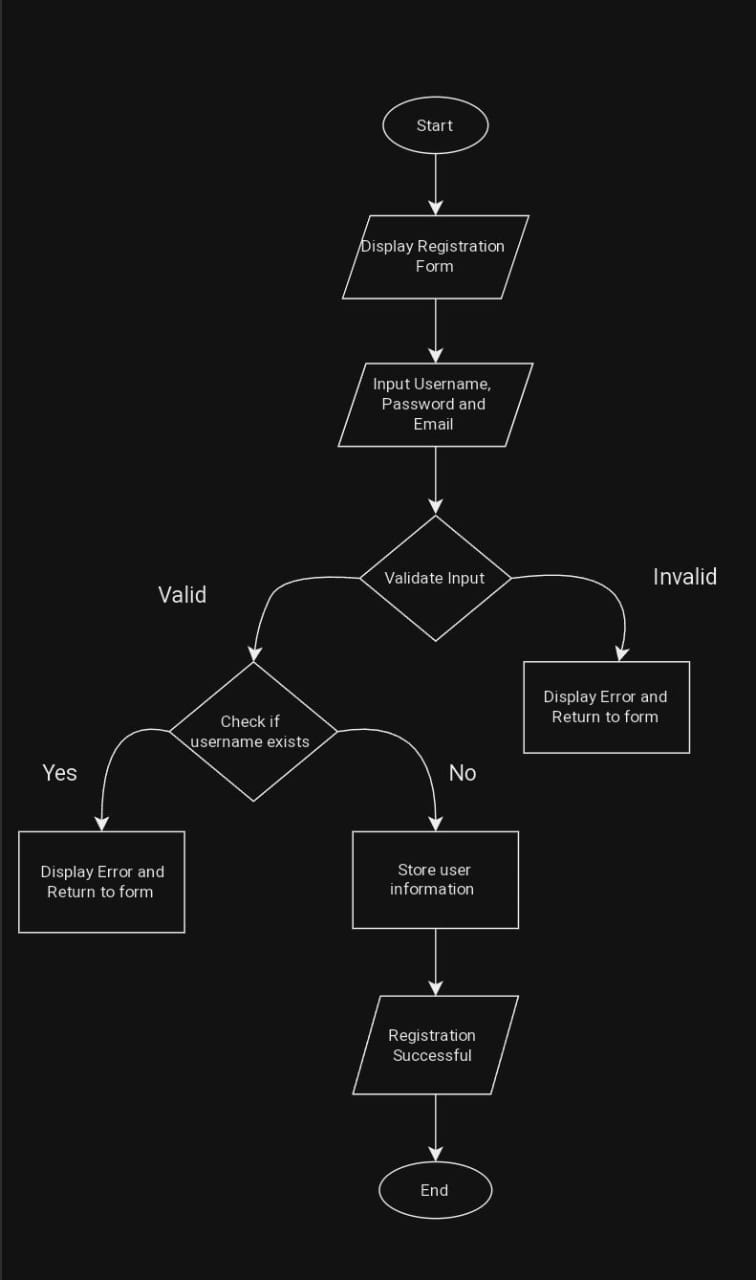 Start
Display Registration
Form
Input Username,
Password and
Email
Validate Input
Valid
Invalid
Check if
username exists
Display Error and
Return to form
Yes
No
Display Error and
Return to form
Store user
information
Registration
Successful
End